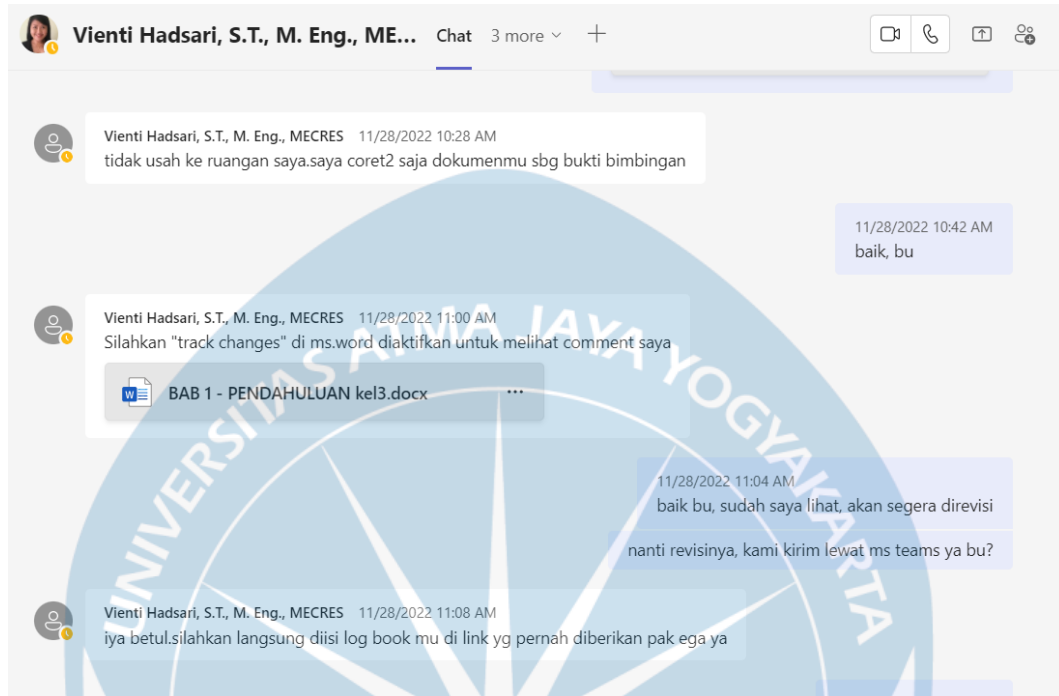 Vienti Hadsari, S.T., M. Eng., ME... Chat 3 more
Vienti Hadsari, S.T., M. Eng., MECRES 11/28/2022 10:28 AM
tidak usah ke ruangan saya.saya coret2 saja dokumenmu sbg bukti bimbingan
11/28/2022 10:42 AM
baik, bu
Vienti Hadsari, S.T., M. Eng., MECRES 11/28/2022 11:00 AM
Silahkan "track changes" di ms.word diaktifkan untuk melihat comment saya
W BAB 1 - PENDAHULUAN kel3.docx ...
11/28/2022 11:04 AM
baik bu, sudah saya lihat, akan segera direvisi
nanti revisinya, kami kirim lewat ms teams ya bu?
Vienti Hadsari, S.T., M. Eng., MECRES 11/28/2022 11:08 AM
iya betul.silahkan langsung diisi log book mu di link yg pernah diberikan pak ega ya
UNIVERSITAS ATMA JAYA YOGYAKARTA